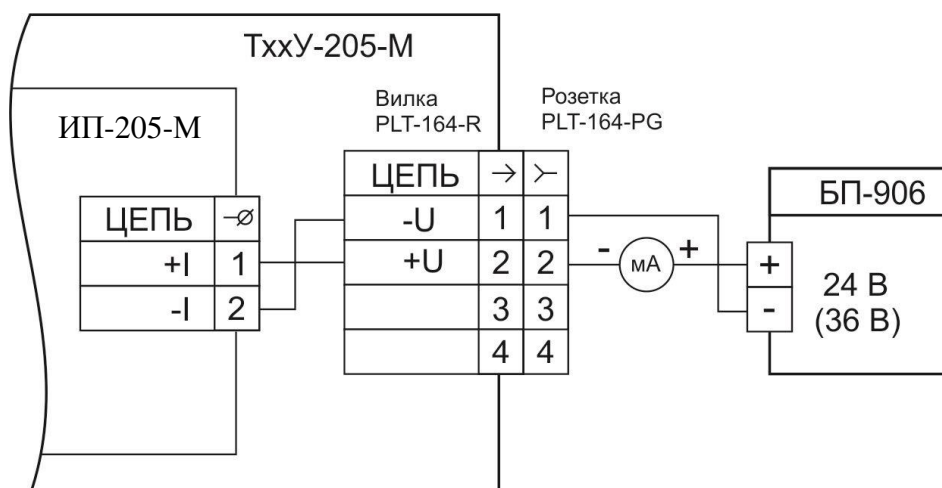 ТххУ-205-М
Вилка
PLT-164-R
Розетка
PLT-164-PG
ИП-205-М
ЦЕПЬ
БП-906
ЦЕПЬ
-U 1 1
- мА +
+I 1
+U 2 2
+
-I 2
3 3
-
24 В
(36 В)
4 4